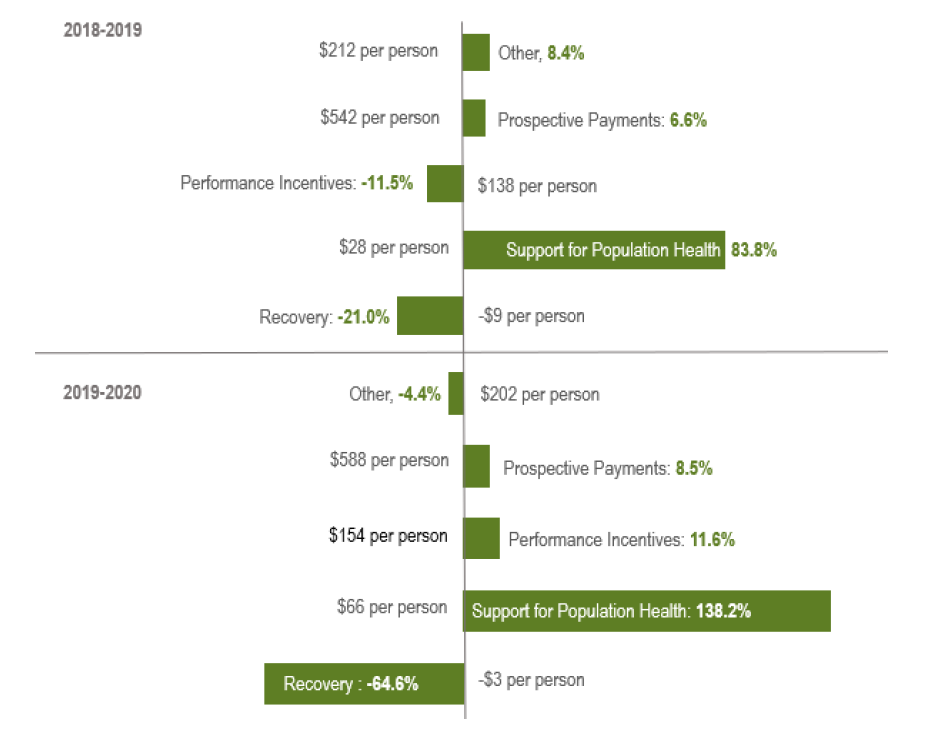 2018-2019
$212 per person Other, 8.4%
$542 per person Prospective Payments: 6.6%
Performance Incentives: -11.5% $138 per person
$28 per person Support for Population Health 83.8%
Recovery: -21.0% -$9 per person
2019-2020
Other, -4.4% $202 per person
$588 per person Prospective Payments: 8.5%
$154 per person Performance Incentives: 11.6%
$66 per person Support for Population Health: 138.2%
Recovery : -64.6% -$3 per person